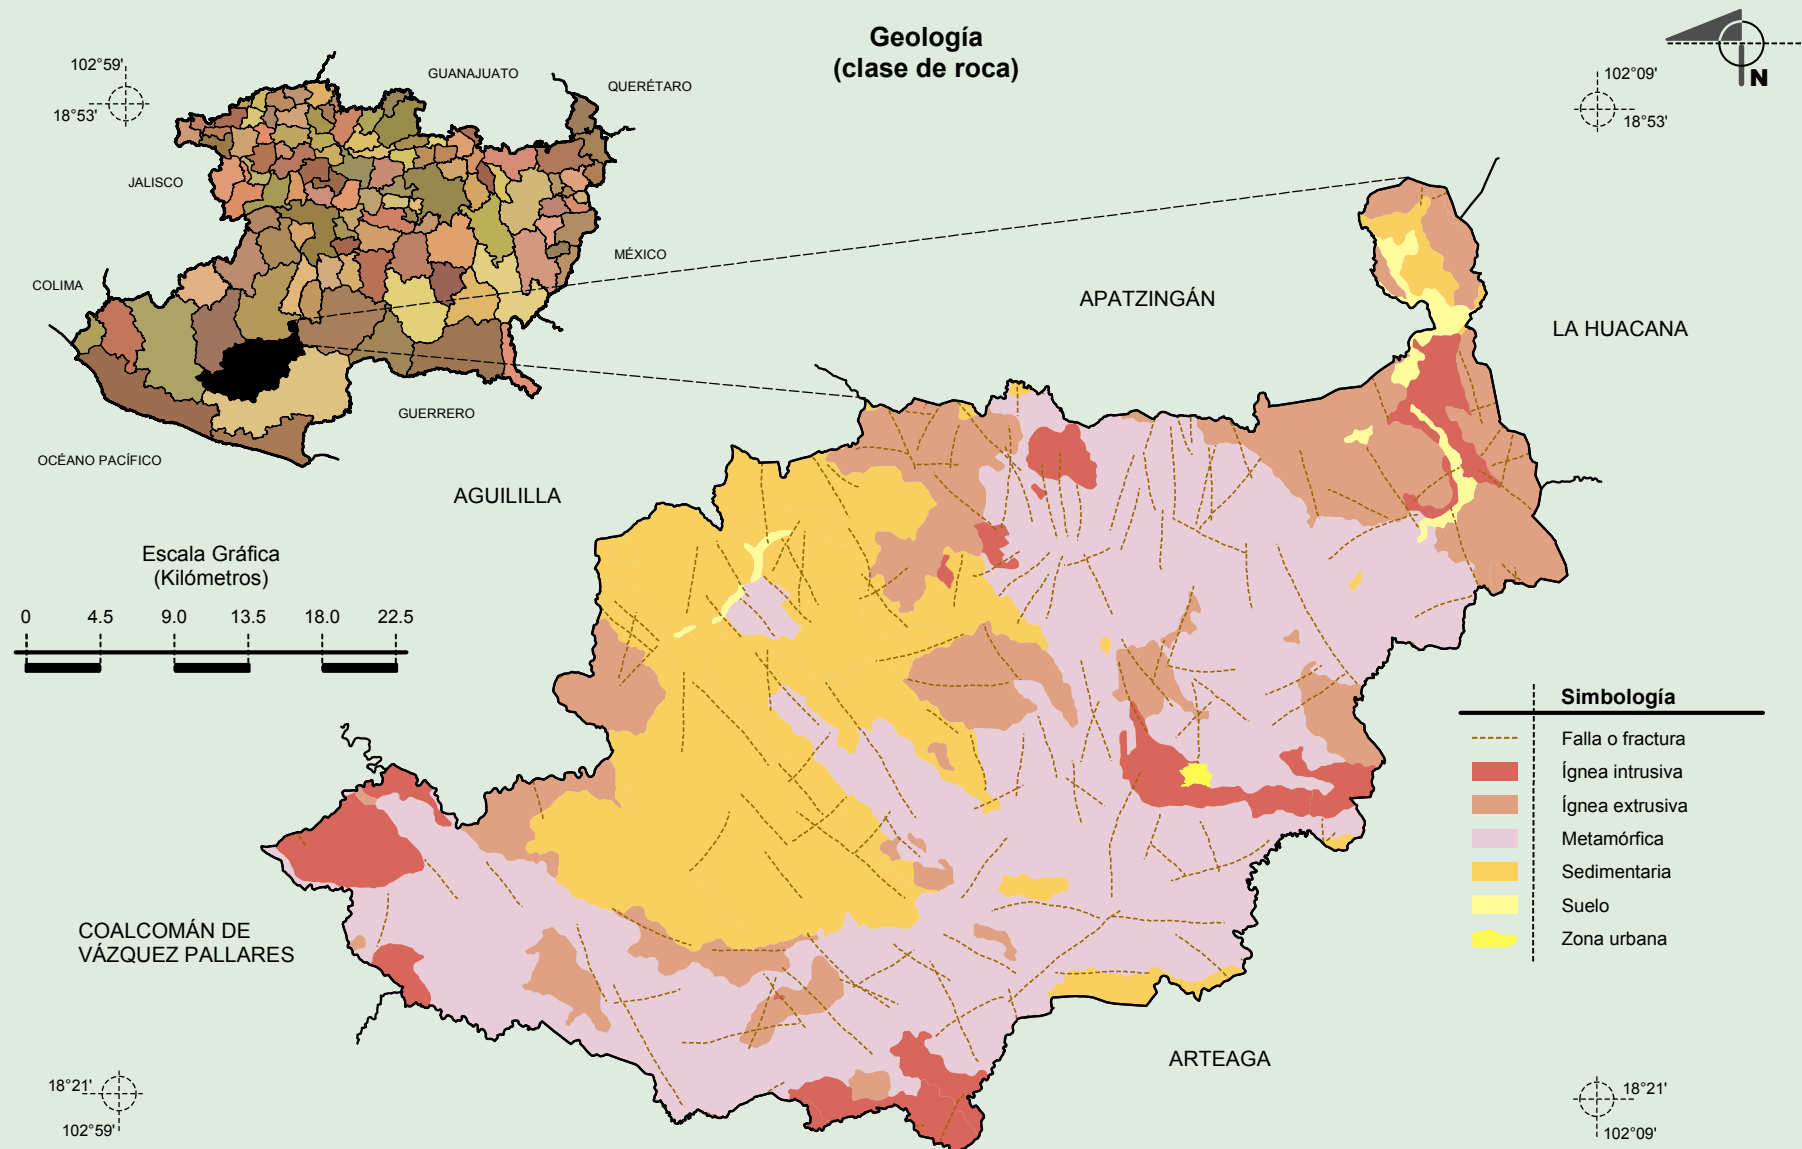 Geología
(clase de roca)
N
102°59'
18°53'
102°09'
18°53'
GUANAJUATO
QUERÉTARO
JALISCO
MÉXICO
COLIMA
GUERRERO
OCÉANO PACÍFICO
APATZINGÁN
LA HUACANA
AGUILILLA
Escala Gráfica
(Kilómetros)
0 4.5 9.0 13.5 18.0 22.5
Simbología
Falla o fractura
Ígnea intrusiva
Ígnea extrusiva
Metamórfica
Sedimentaria
Suelo
Zona urbana
COALCOMÁN DE
VÁZQUEZ PALLARES
ARTEAGA
18°21'
102°59'
18°21'
102°09'